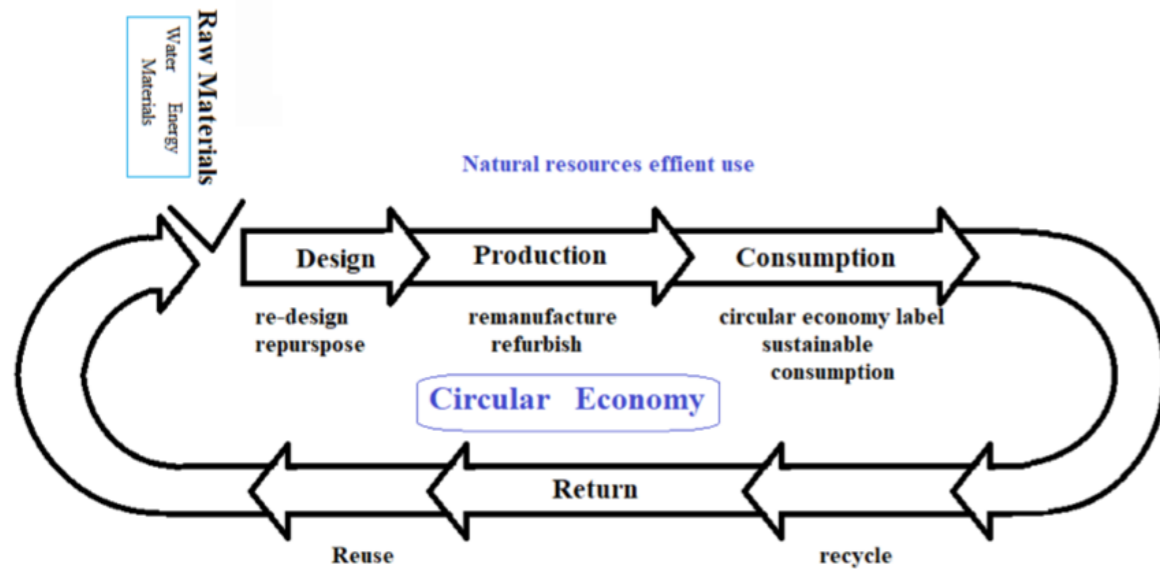 Raw Materials
Water Energy
Materials
Natural resources effient use
Design
Production
Consumption
re-design
repurspose
remanufacture
refurbish
circular economy label
sustainable
consumption
Circular Economy
Return
Reuse
recycle